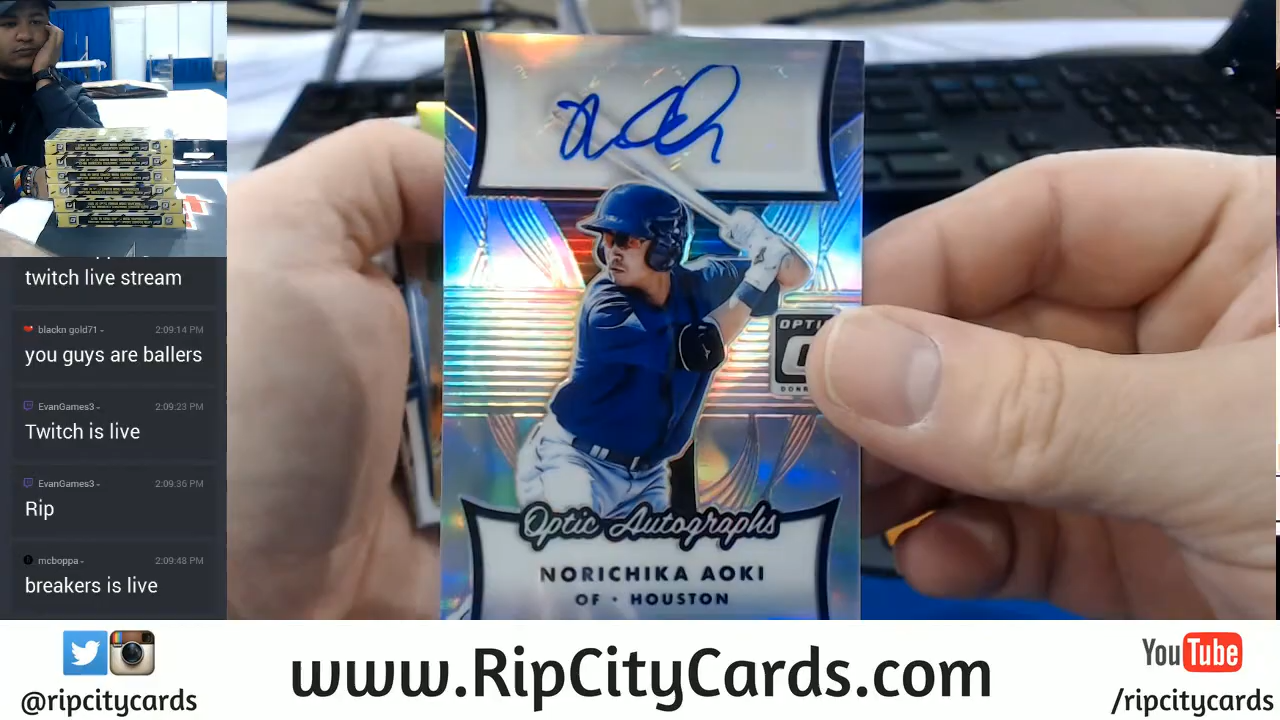 twitch live stream
blackn gold71 2:09:14 PM
you guys are ballers
EvanGames3 2:09:23 PM
Twitch is live
EvanGames3 2:09:36 PM
Rip
mcboppa 2:09:48 PM
breakers is live
Optic Autographs
NORICHIKA AOKI
OF · HOUSTON
@ripcitycards
www.RipCityCards.com
YouTube
/ripcitycards